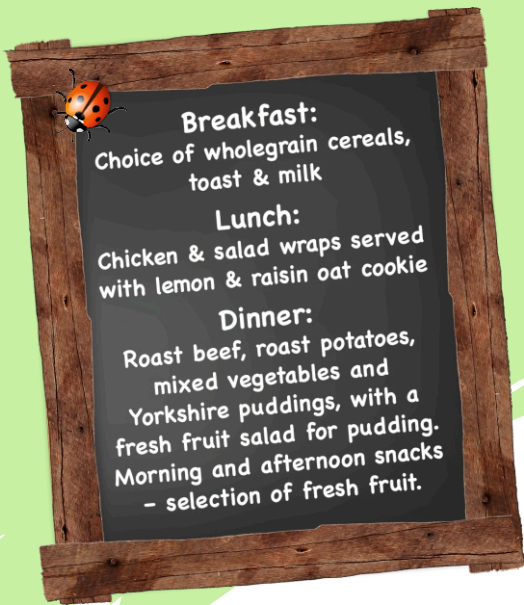 Breakfast:
Choice of wholegrain cereals,
toast & milk
Lunch:
Chicken & salad wraps served
with lemon & raisin oat cookie
Dinner:
Roast beef, roast potatoes,
mixed vegetables and
Yorkshire puddings, with a
fresh fruit salad for pudding.
Morning and afternoon snacks
– selection of fresh fruit.